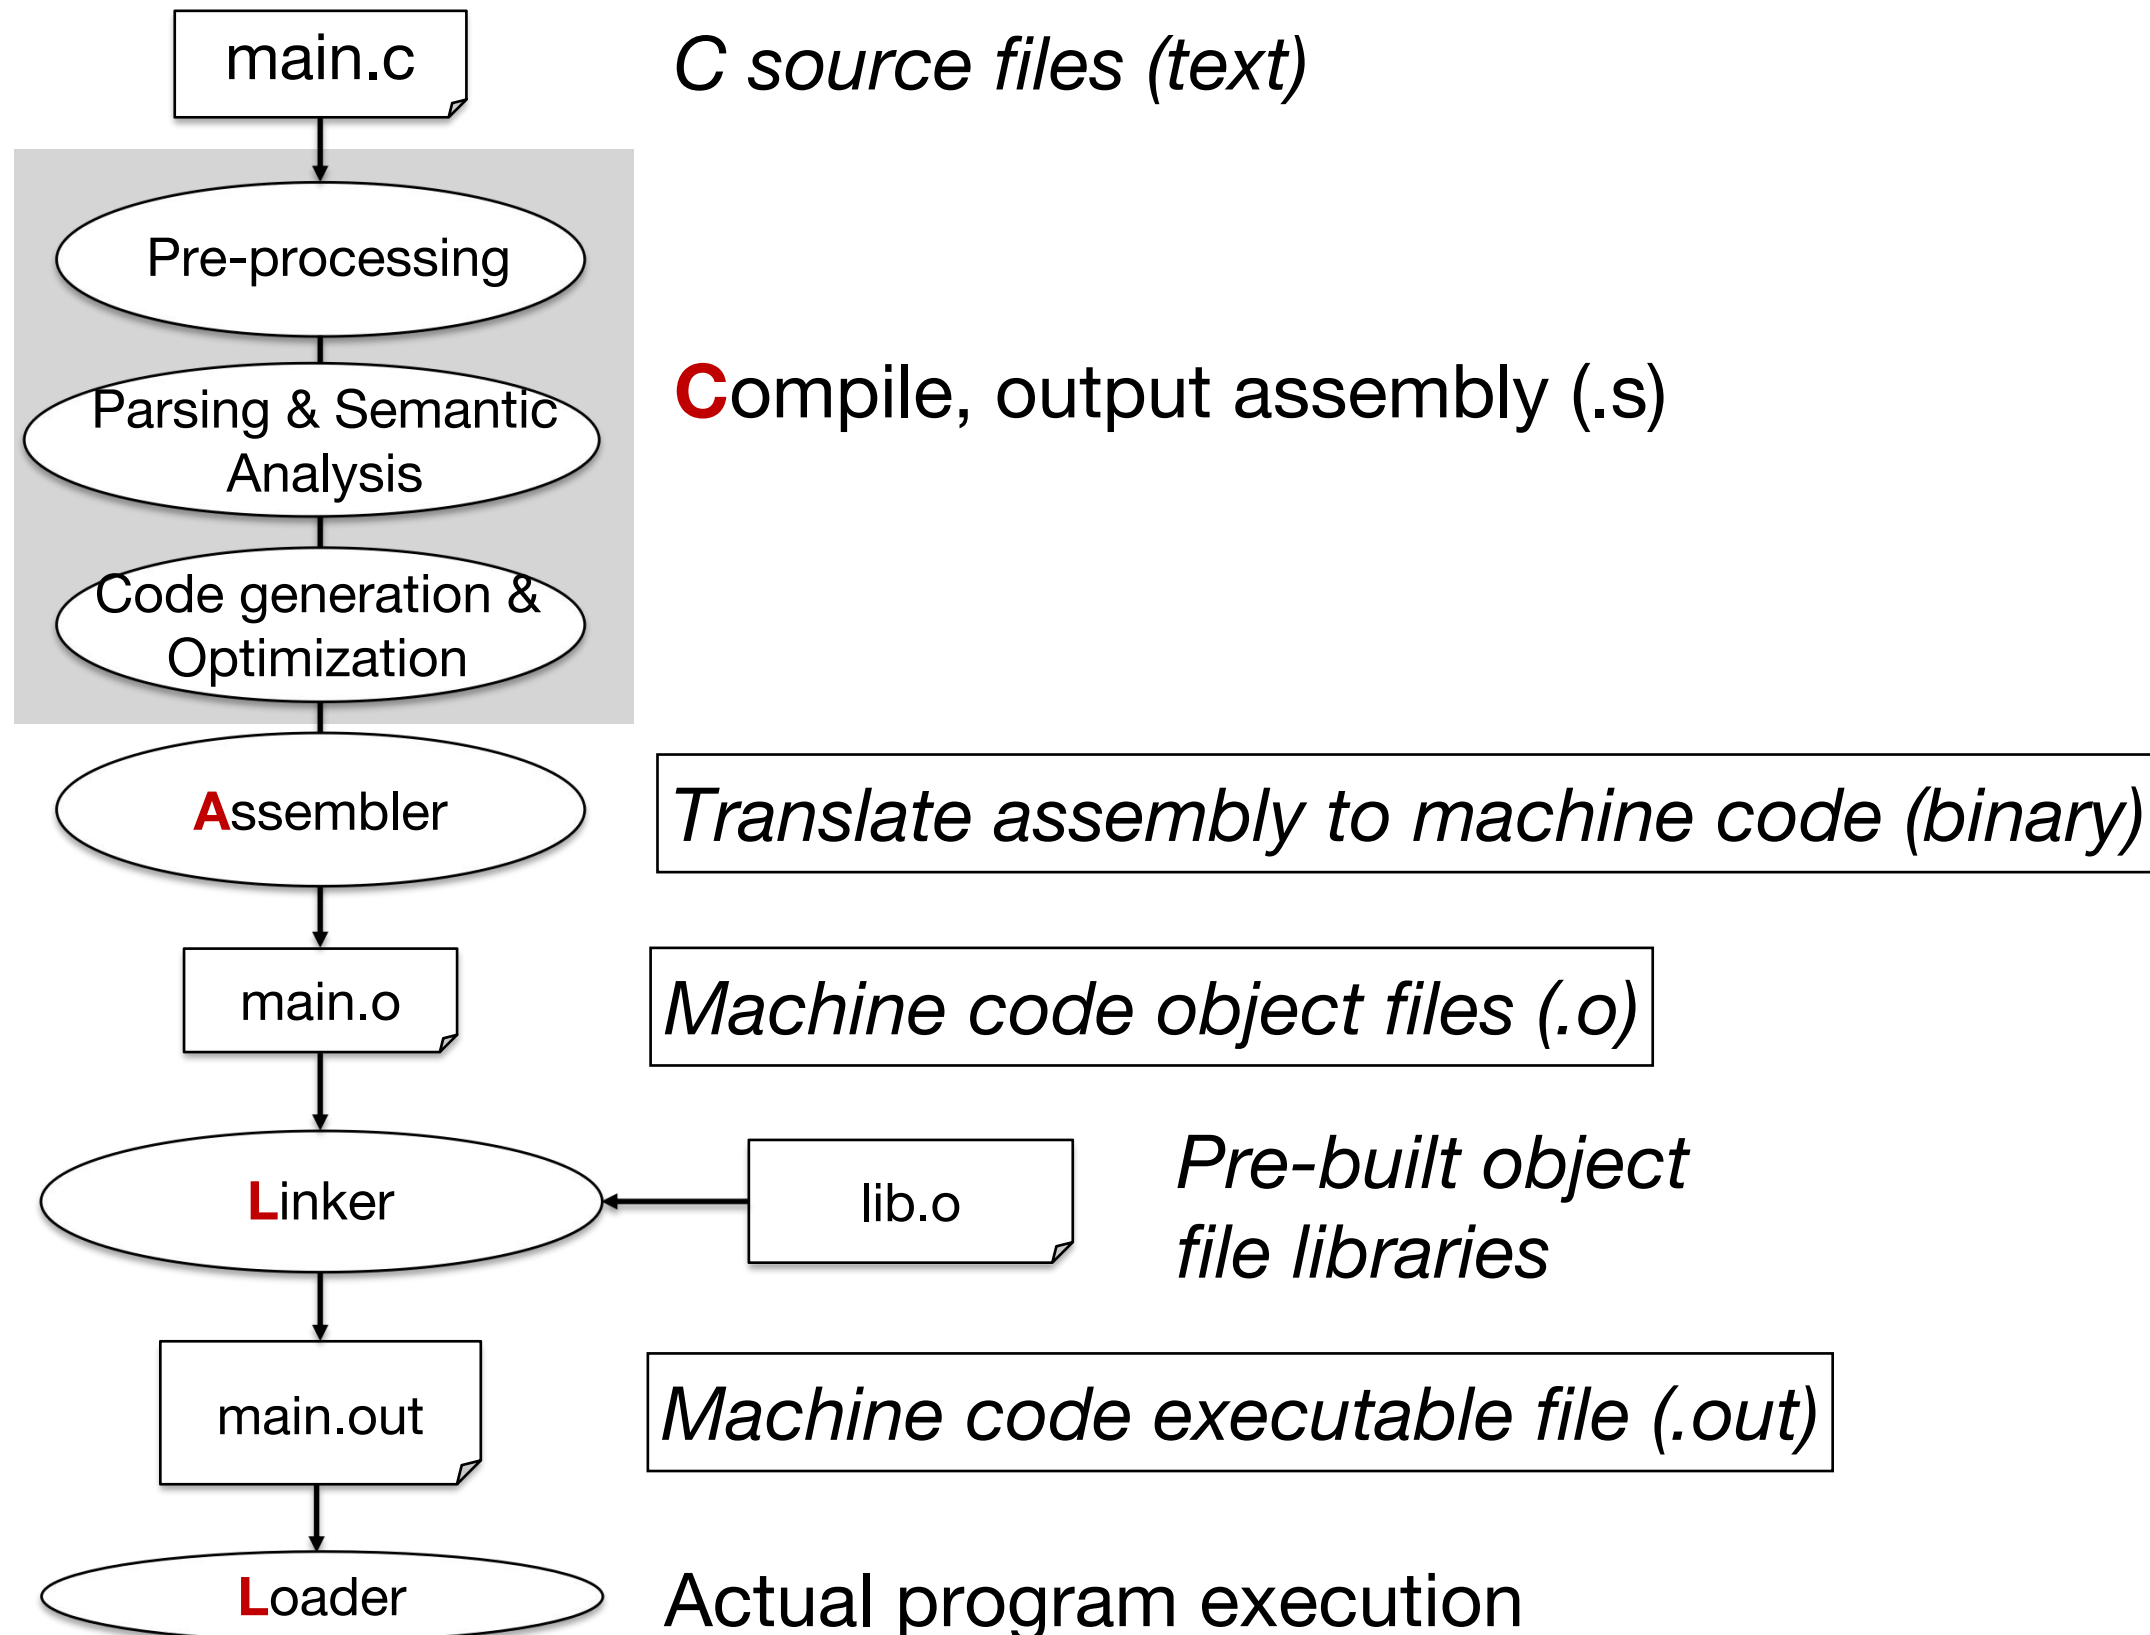 main.c
C source files (text)
Pre-processing
Parsing & Semantic
Analysis
Compile, output assembly (.s)
Code generation &
Optimization
Assembler
Translate assembly to machine code (binary)
main.o
Machine code object files (.o)
Linker
lib.o
Pre-built object
file libraries
main.out
Machine code executable file (.out)
Loader
Actual program execution